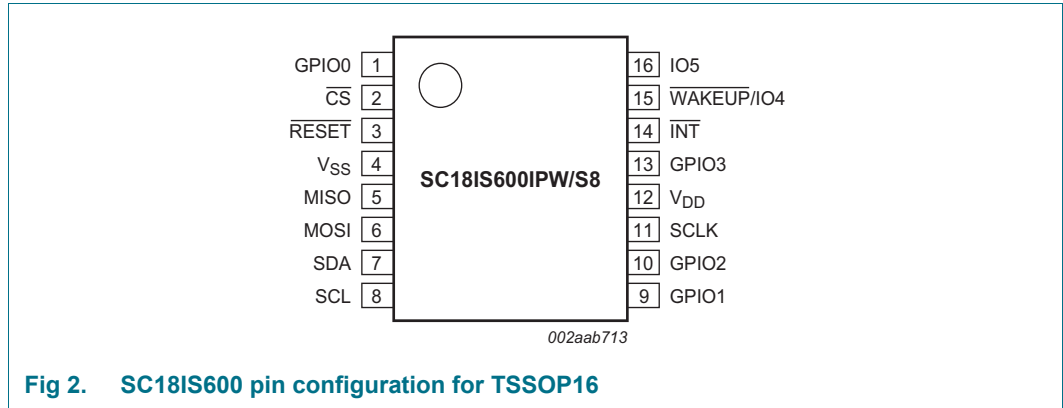 GPIO0 1
CS 2
RESET 3
VSS 4
MISO 5
MOSI 6
SDA 7
SCL 8
SC18IS600IPW/S8
16 IO5
15 WAKEUP/IO4
14 INT
13 GPIO3
12 VDD
11 SCLK
10 GPIO2
9 GPIO1
002aab713
Fig 2. SC18IS600 pin configuration for TSSOP16